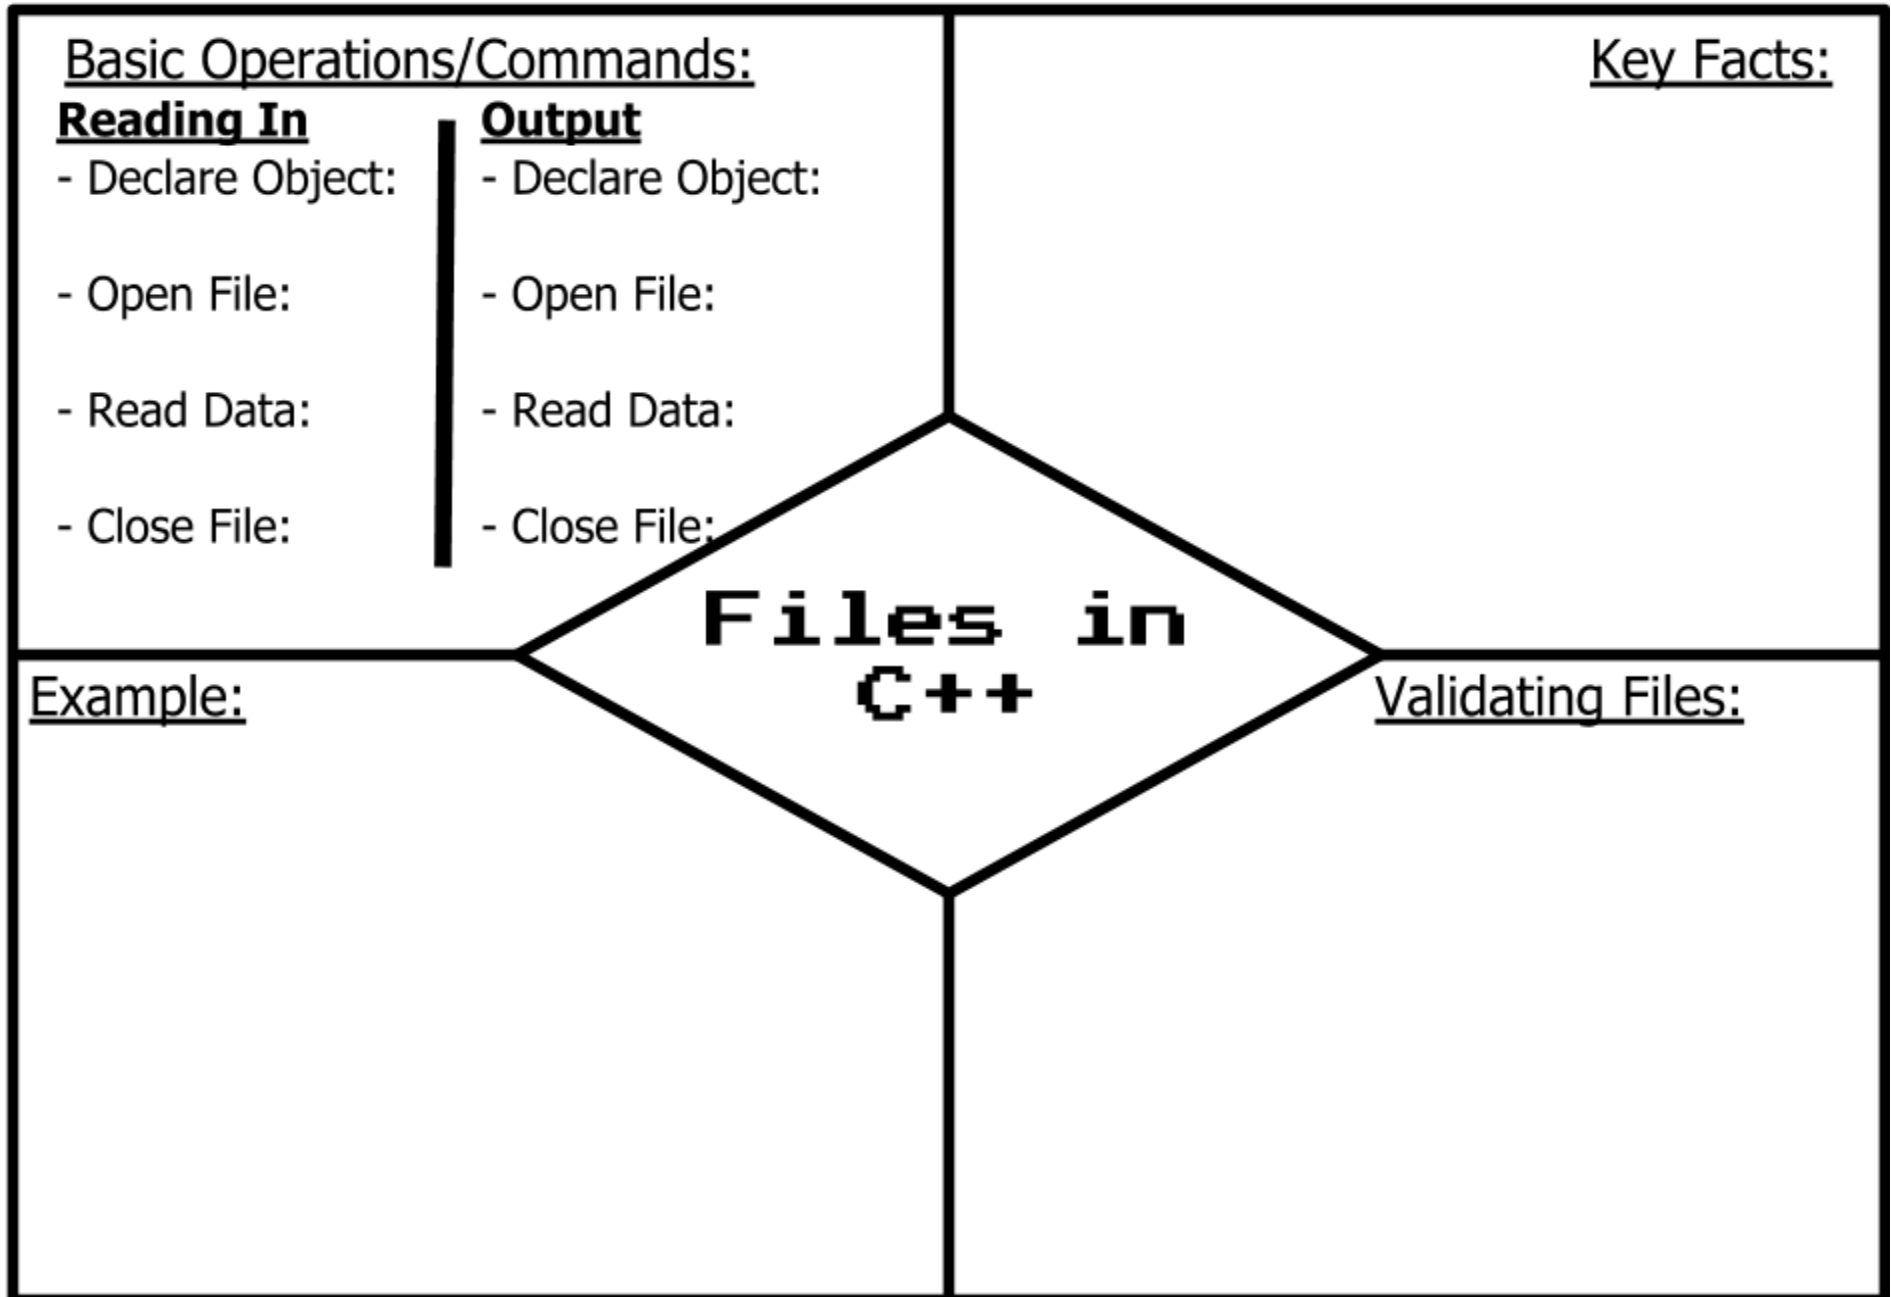 Basic Operations/Commands:
Reading In
- Declare Object:
- Open File:
- Read Data:
- Close File:
Output
- Declare Object:
- Open File:
- Read Data:
- Close File:
Key Facts:
Files in
C++
Example:
Validating Files: